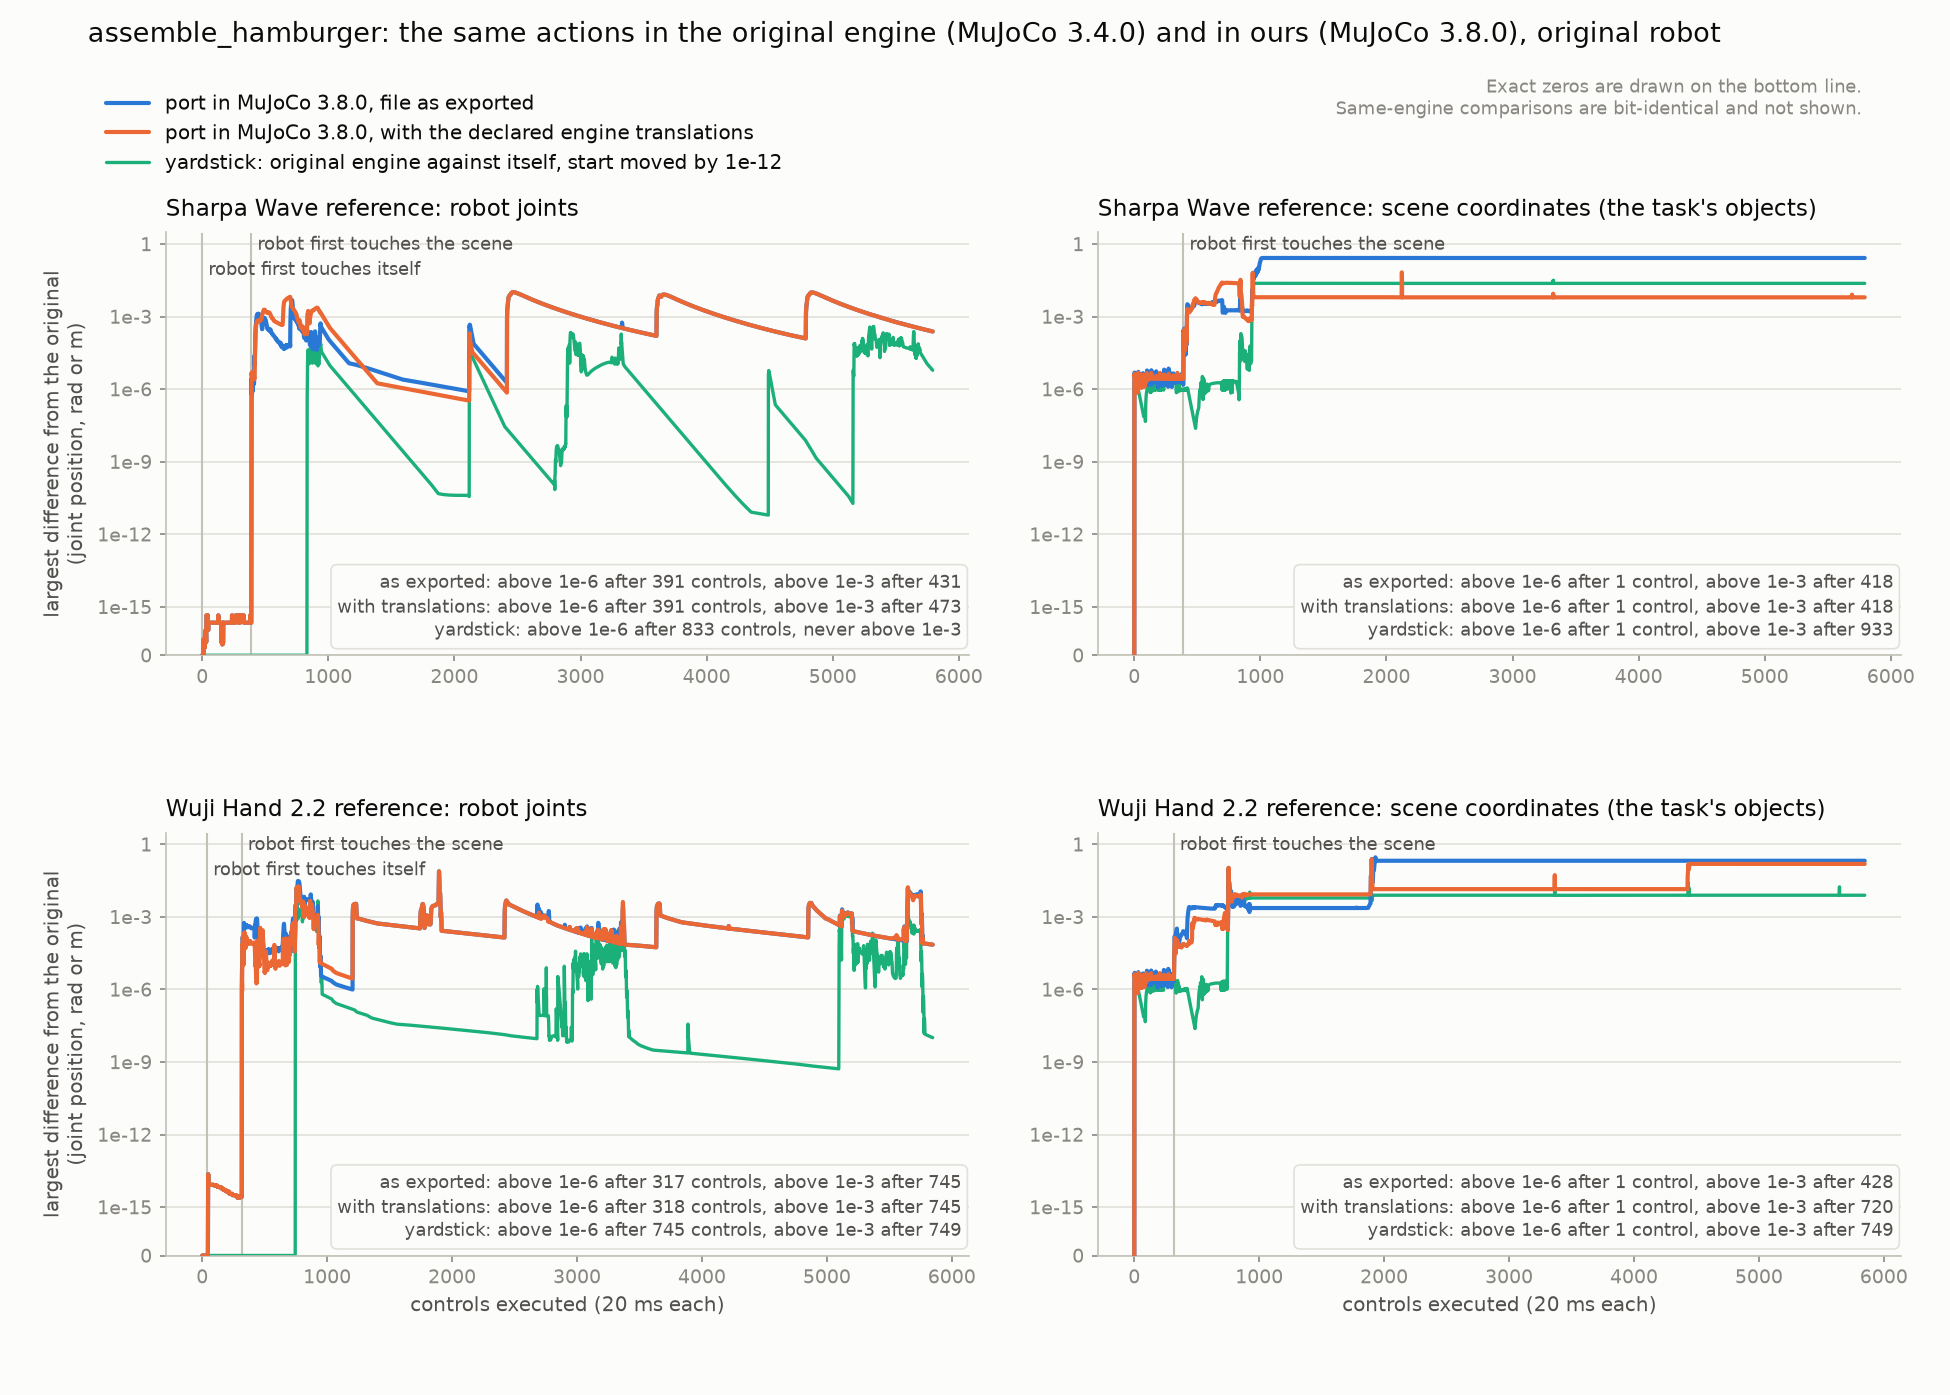 assemble_hamburger: the same actions in the original engine (MuJoCo 3.4.0) and in ours (MuJoCo 3.8.0), original robot
port in MuJoCo 3.8.0, file as exported
port in MuJoCo 3.8.0, with the declared engine translations
yardstick: original engine against itself, start moved by 1e-12
Exact zeros are drawn on the bottom line.
Same-engine comparisons are bit-identical and not shown.
Sharpa Wave reference: robot joints
robot first touches the scene
robot first touches itself
largest difference from the original
(joint position, rad or m)
1
1e-3
1e-6
1e-9
1e-12
1e-15
0
as exported: above 1e-6 after 391 controls, above 1e-3 after 431
with translations: above 1e-6 after 391 controls, above 1e-3 after 473
yardstick: above 1e-6 after 833 controls, never above 1e-3
0 1000 2000 3000 4000 5000 6000
Sharpa Wave reference: scene coordinates (the task's objects)
robot first touches the scene
1
1e-3
1e-6
1e-9
1e-12
1e-15
0
as exported: above 1e-6 after 1 control, above 1e-3 after 418
with translations: above 1e-6 after 1 control, above 1e-3 after 418
yardstick: above 1e-6 after 1 control, above 1e-3 after 933
0 1000 2000 3000 4000 5000 6000
Wuji Hand 2.2 reference: robot joints
robot first touches the scene
robot first touches itself
largest difference from the original
(joint position, rad or m)
1
1e-3
1e-6
1e-9
1e-12
1e-15
0
as exported: above 1e-6 after 317 controls, above 1e-3 after 745
with translations: above 1e-6 after 318 controls, above 1e-3 after 745
yardstick: above 1e-6 after 745 controls, above 1e-3 after 749
0 1000 2000 3000 4000 5000 6000
controls executed (20 ms each)
Wuji Hand 2.2 reference: scene coordinates (the task's objects)
robot first touches the scene
1
1e-3
1e-6
1e-9
1e-12
1e-15
0
as exported: above 1e-6 after 1 control, above 1e-3 after 428
with translations: above 1e-6 after 1 control, above 1e-3 after 720
yardstick: above 1e-6 after 1 control, above 1e-3 after 749
0 1000 2000 3000 4000 5000 6000
controls executed (20 ms each)